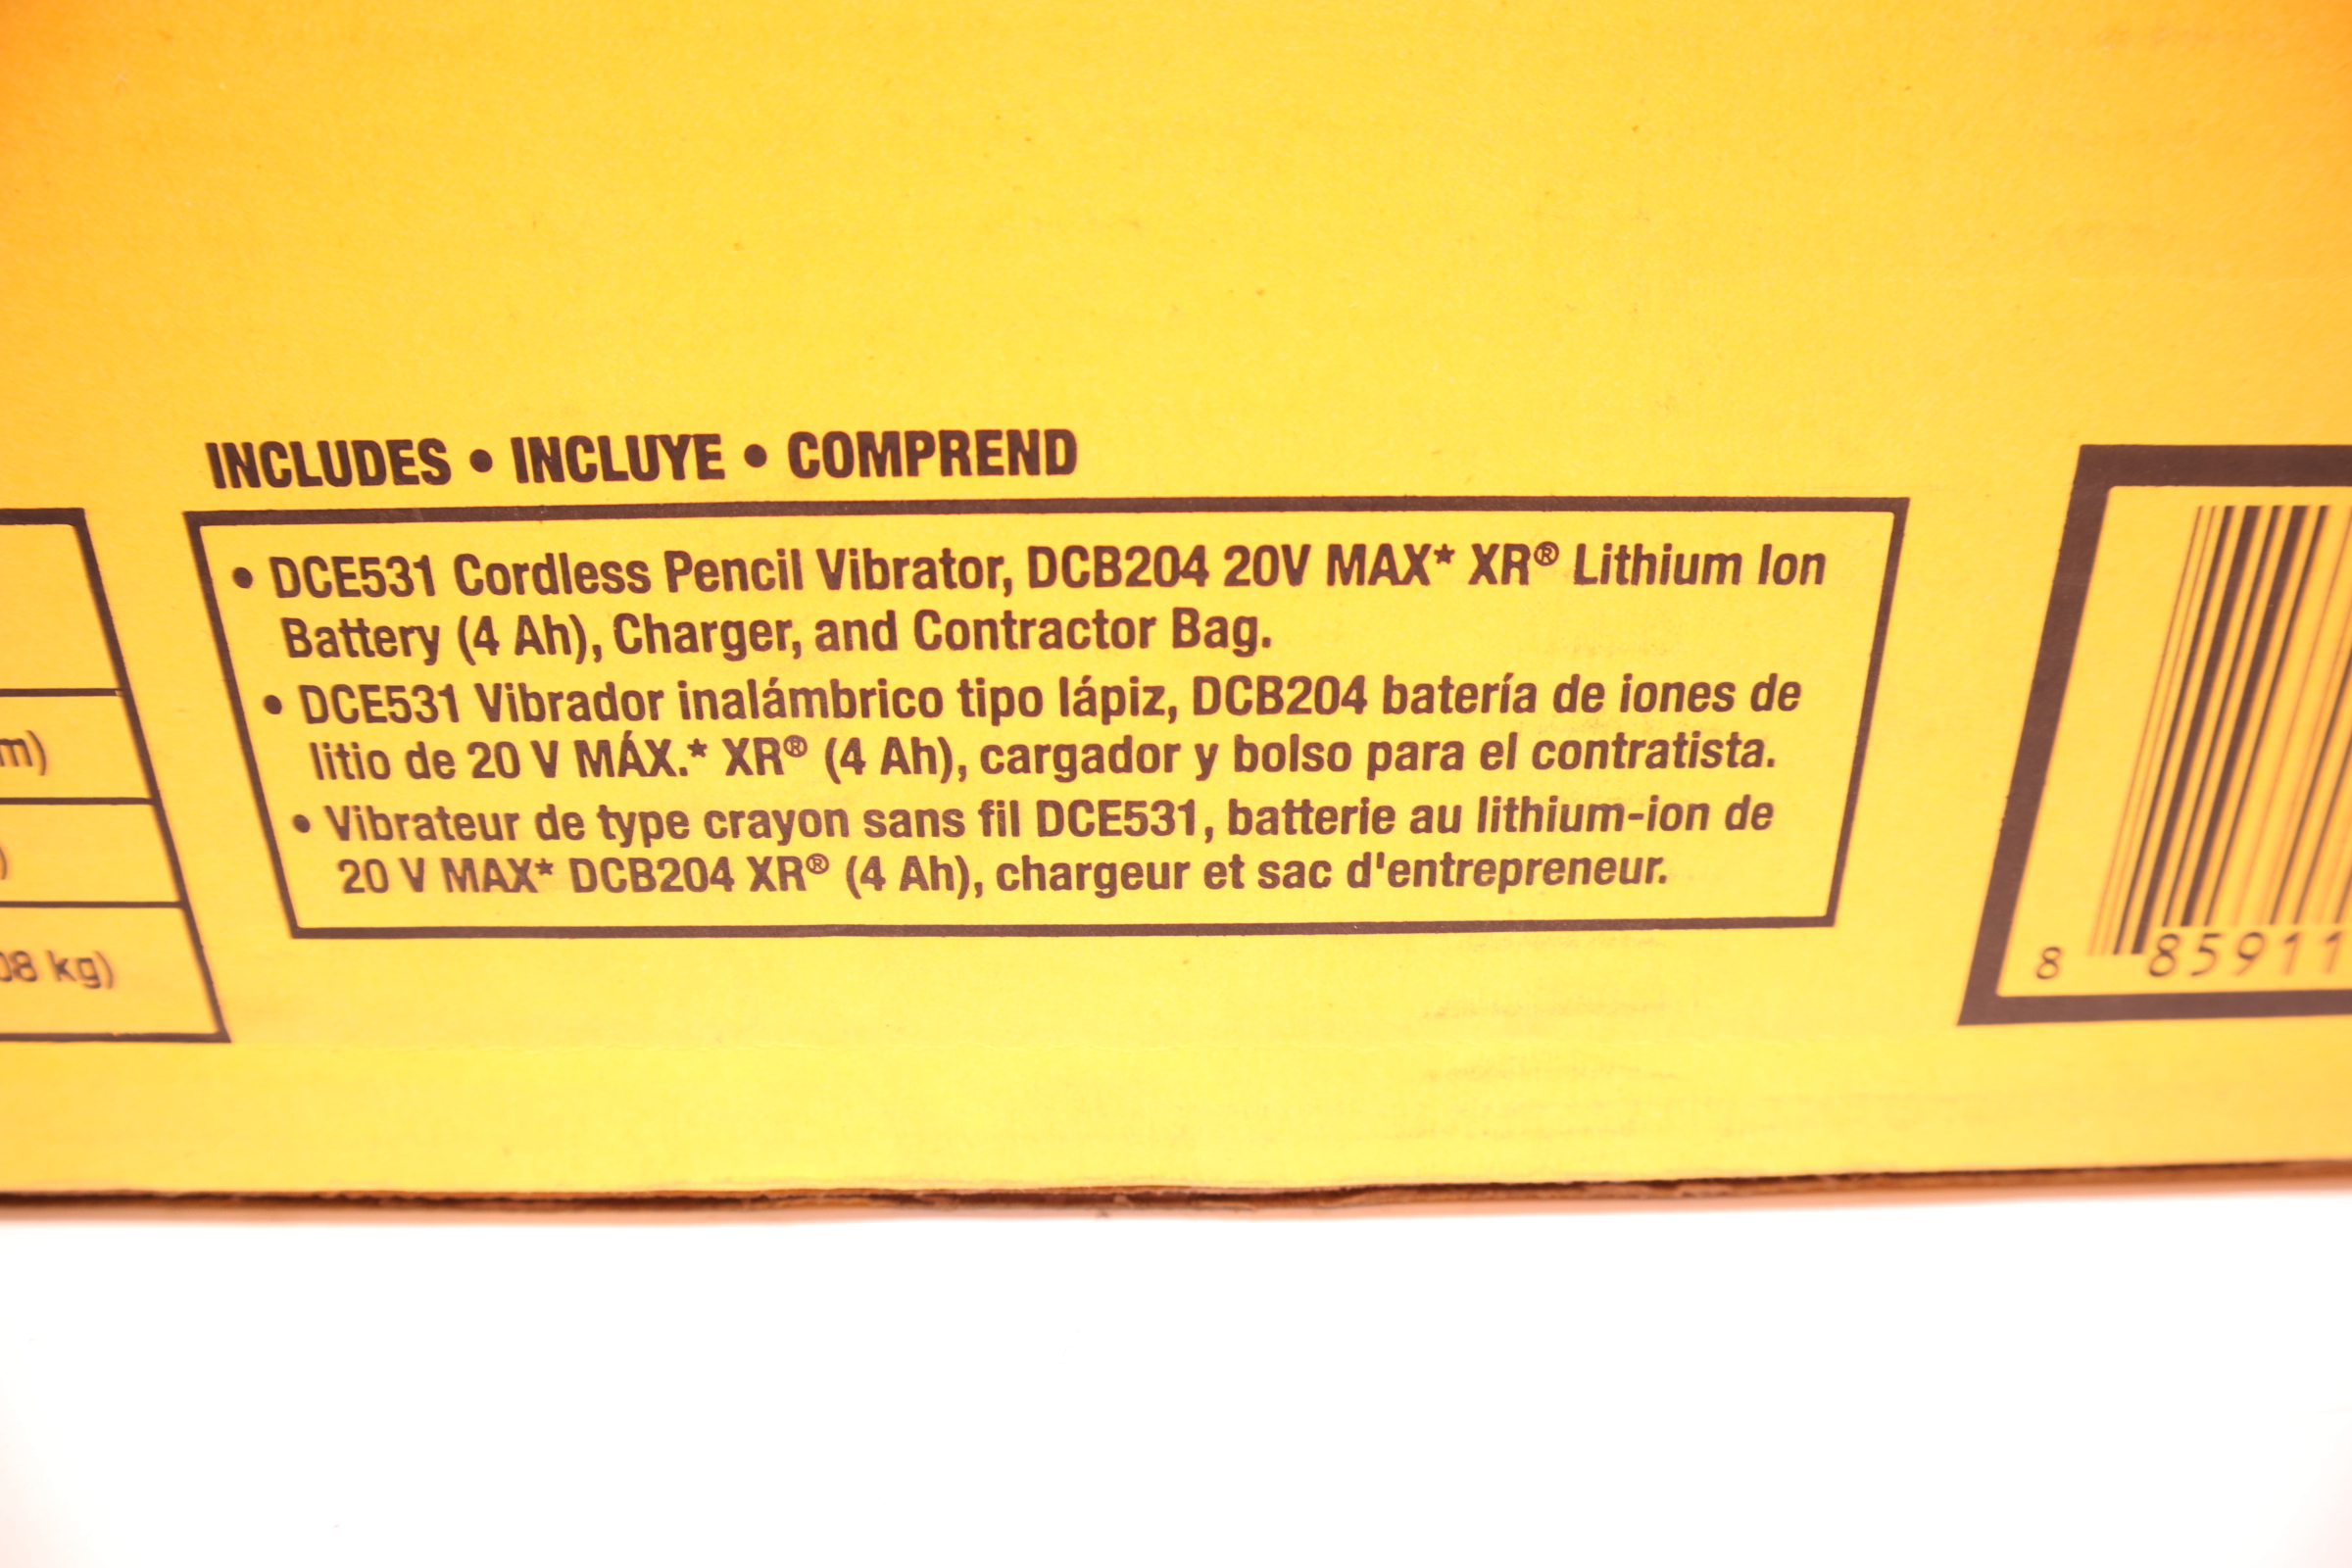 INCLUDES • INCLUYE • COMPREND
• DCE531 Cordless Pencil Vibrator, DCB204 20V MAX* XR® Lithium Ion
Battery (4 Ah), Charger, and Contractor Bag.
• DCE531 Vibrador inalámbrico tipo lápiz, DCB204 batería de iones de
litio de 20 V MÁX.* XR® (4 Ah), cargador y bolso para el contratista.
• Vibrateur de type crayon sans fil DCE531, batterie au lithium-ion de
20 V MAX* DCB204 XR® (4 Ah), chargeur et sac d'entrepreneur.
m)
)
08 kg)
8 85911